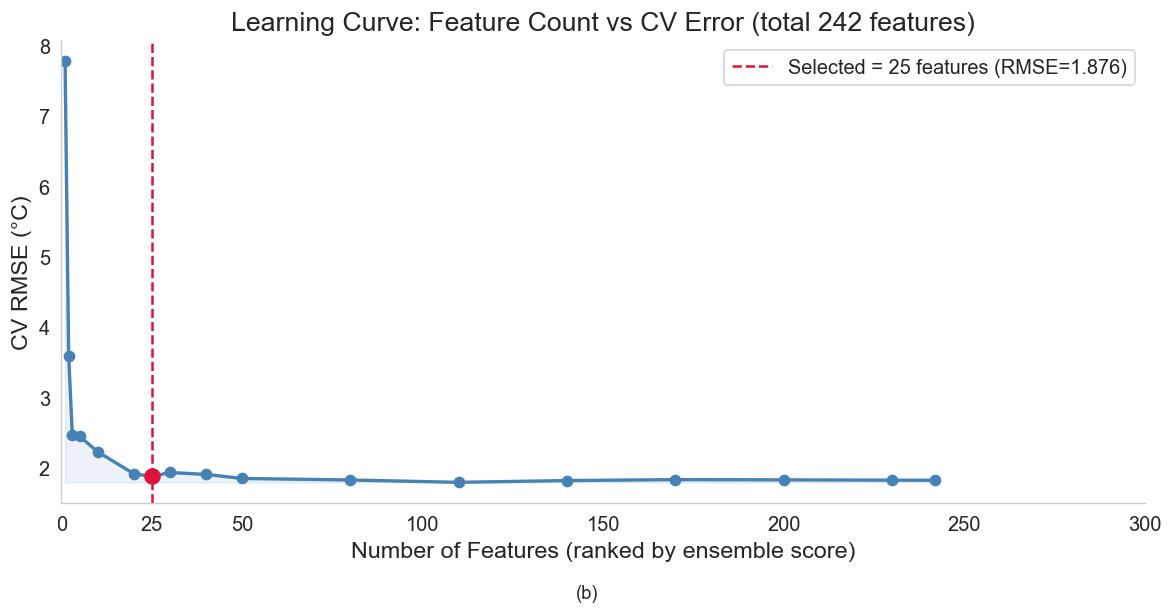 Learning Curve: Feature Count vs CV Error (total 242 features)
Selected = 25 features (RMSE=1.876)
CV RMSE (°C)
8
7
6
5
4
3
2
0 25 50 100 150 200 250 300
Number of Features (ranked by ensemble score)
(b)